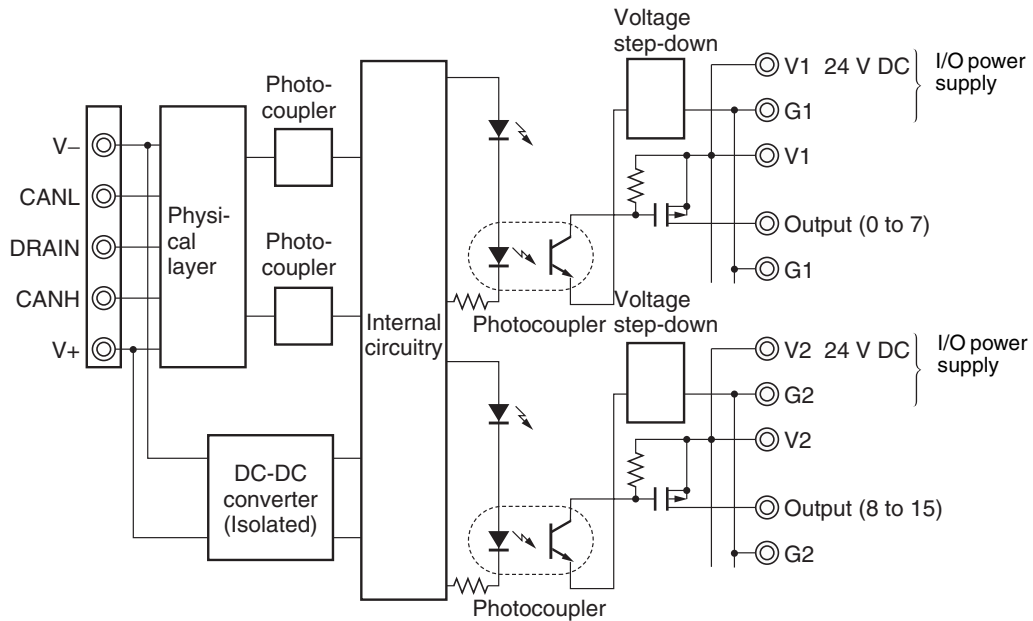 Voltage
step-down
V1 24 V DC
I/O power
supply
G1
V1
Output (0 to 7)
G1
Photo-
coupler
V–
CANL
DRAIN
CANH
V+
Physi-
cal
layer
Photo-
coupler
Internal
circuitry
Photocoupler
Voltage
step-down
V2 24 V DC
I/O power
supply
G2
V2
Output (8 to 15)
G2
DC-DC
converter
(Isolated)
Photocoupler